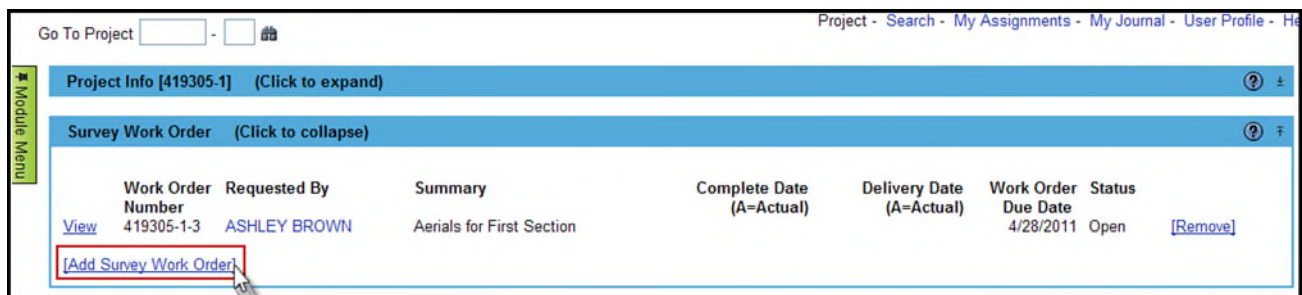 Go To Project - Project - Search - My Assignments - My Journal - User Profile - He
Module Menu
Project Info [419305-1] (Click to expand)
Survey Work Order (Click to collapse)
Work Order Number Requested By Summary Complete Date (A=Actual) Delivery Date (A=Actual) Work Order Due Date Status
View 419305-1-3 ASHLEY BROWN Aerials for First Section 4/28/2011 Open [Remove]
[Add Survey Work Order]